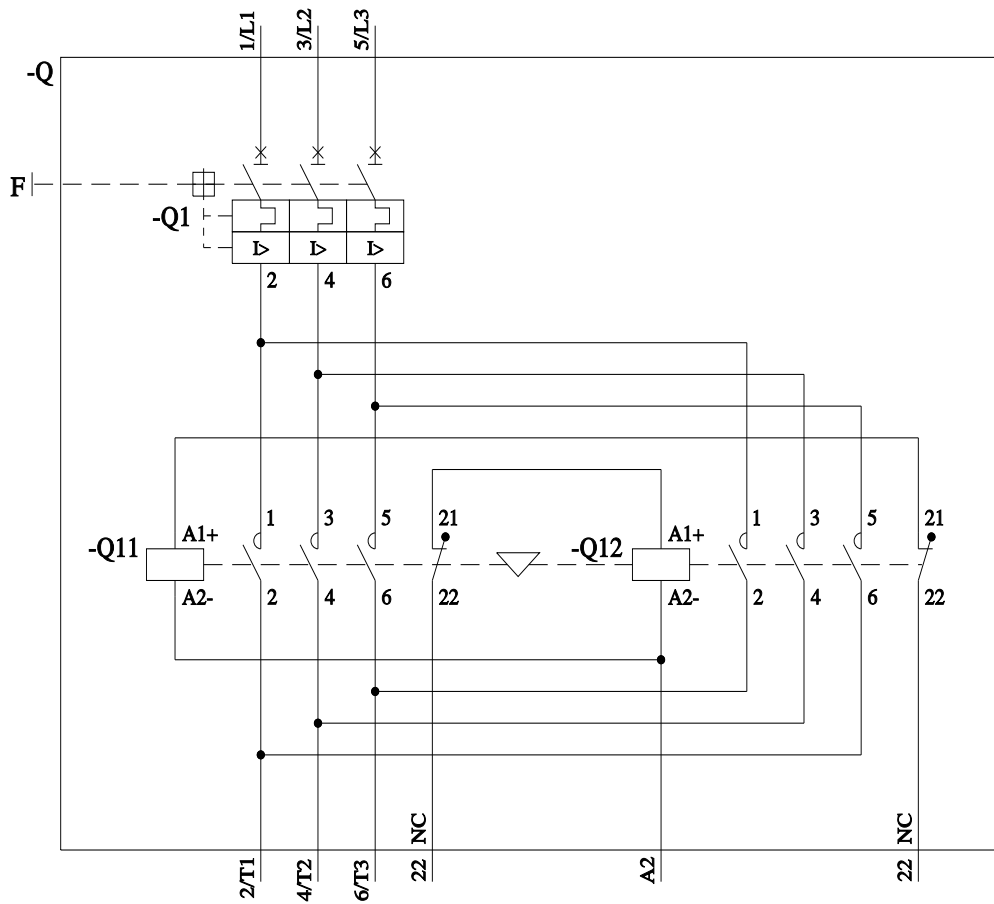 1/L1 3/L2 5/L3
-Q
F
-Q1
I> I> I>
2 4 6
1 3 5 21 1 3 5 21
A1+ A1+
-Q11 -Q12
A2- 2 4 6 22 A2- 2 4 6 22
NC NC
2/T1 4/T2 6/T3 22 A2 22